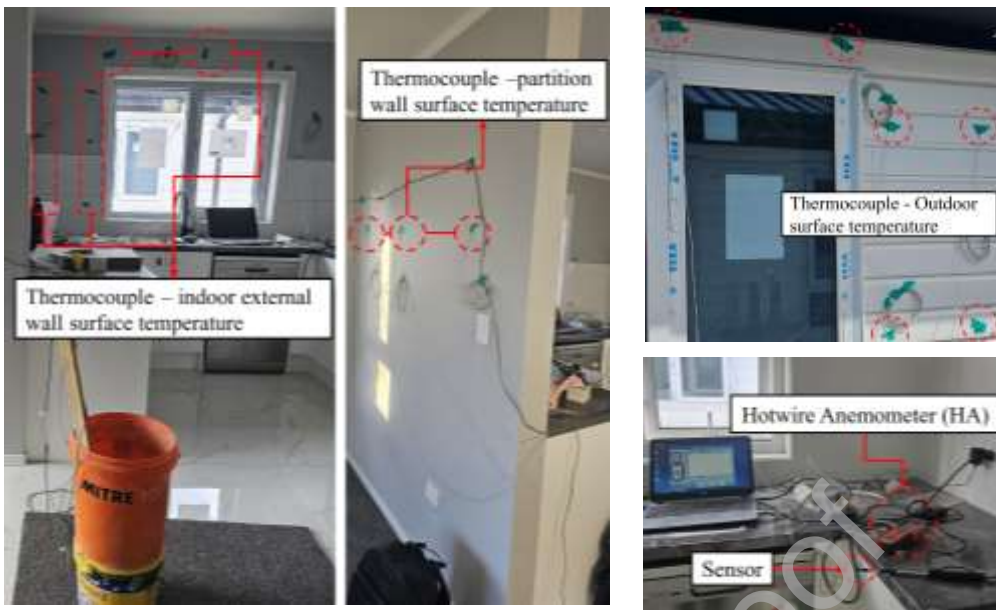 Thermocouple –partition
wall surface temperature
Thermocouple – indoor external
wall surface temperature
MITRE
Thermocouple - Outdoor
surface temperature
Hotwire Anemometer (HA)
Sensor
oof